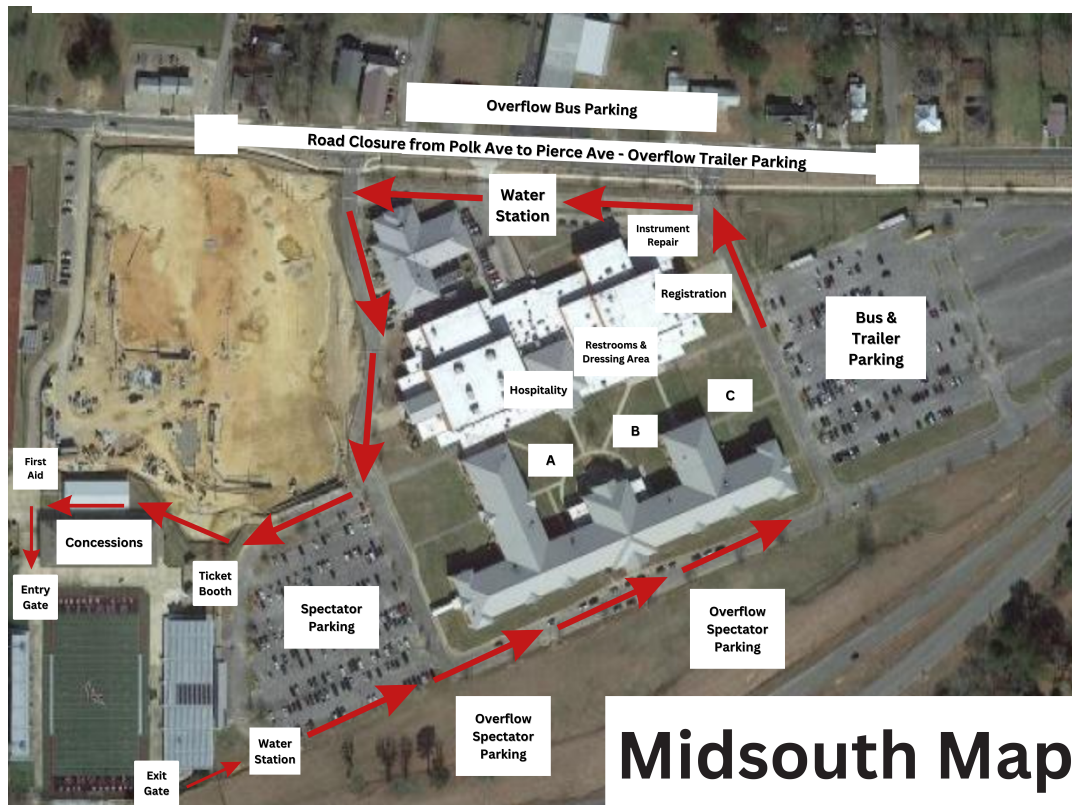 Overflow Bus Parking
Road Closure from Polk Ave to Pierce Ave - Overflow Trailer Parking
Water
Station
Instrument
Repair
Registration
Bus &
Trailer
Parking
Restrooms &
Dressing Area
Hospitality
C
B
A
First
Aid
Concessions
Entry
Gate
Ticket
Booth
Spectator
Parking
Overflow
Spectator
Parking
Overflow
Spectator
Parking
Water
Station
Exit
Gate
Midsouth Map